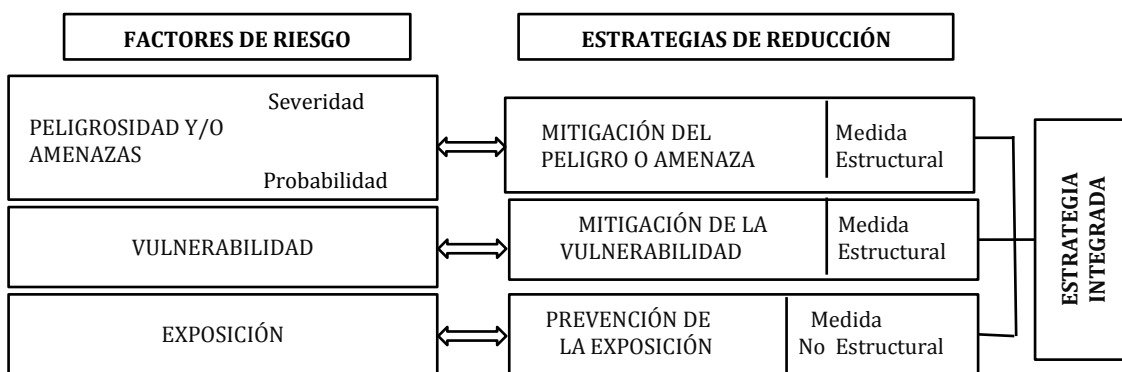 FACTORES DE RIESGO
ESTRATEGIAS DE REDUCCIÓN
Severidad
PELIGROSIDAD Y/O
AMENAZAS
Probabilidad
MITIGACIÓN DEL
PELIGRO O AMENAZA
Medida
Estructural
VULNERABILIDAD
MITIGACIÓN DE LA
VULNERABILIDAD
Medida
Estructural
EXPOSICIÓN
PREVENCIÓN DE
LA EXPOSICIÓN
Medida
No Estructural
ESTRATEGIA
INTEGRADA